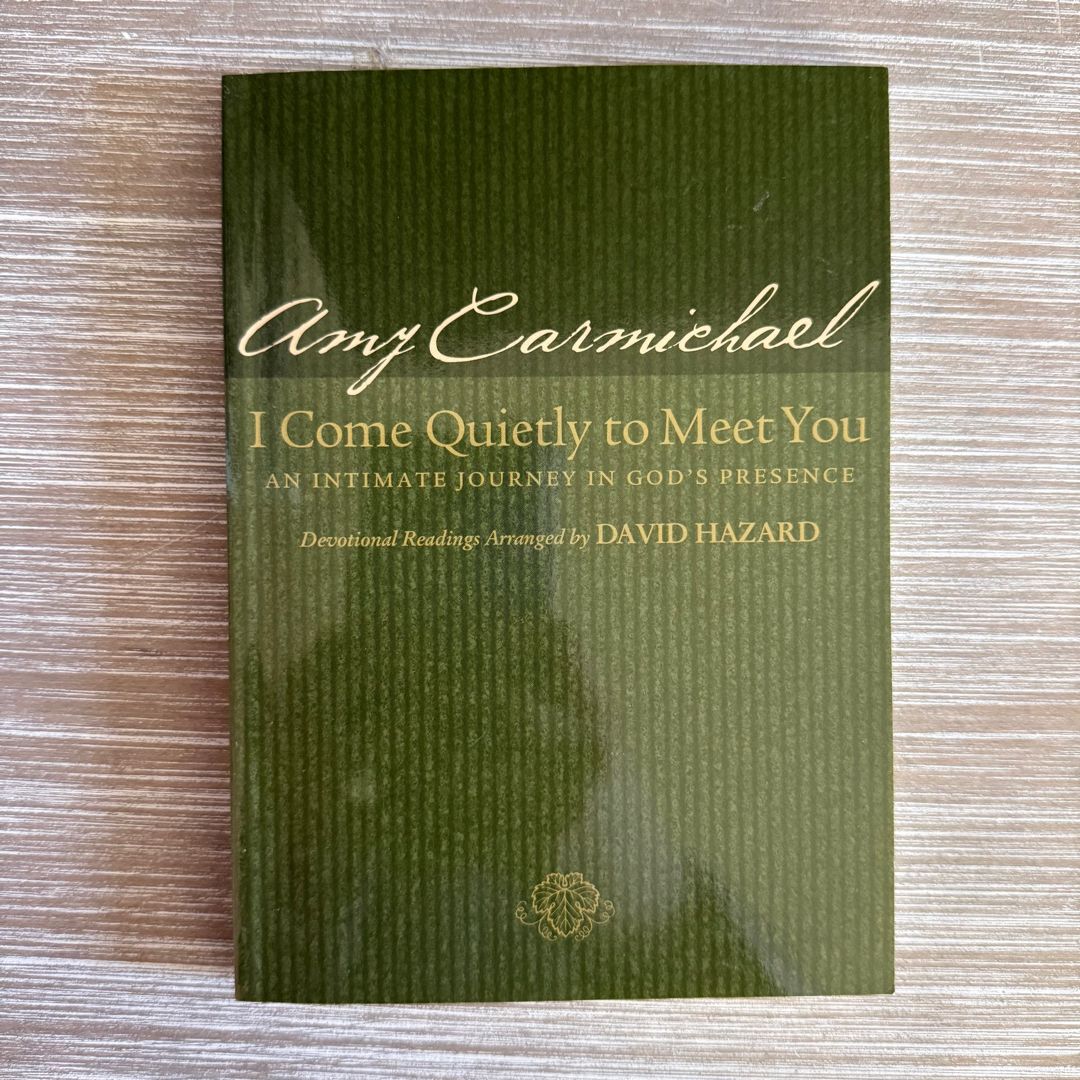 Amy Carmichael
I Come Quietly to Meet You
AN INTIMATE JOURNEY IN GOD'S PRESENCE
Devotional Readings Arranged by DAVID HAZARD